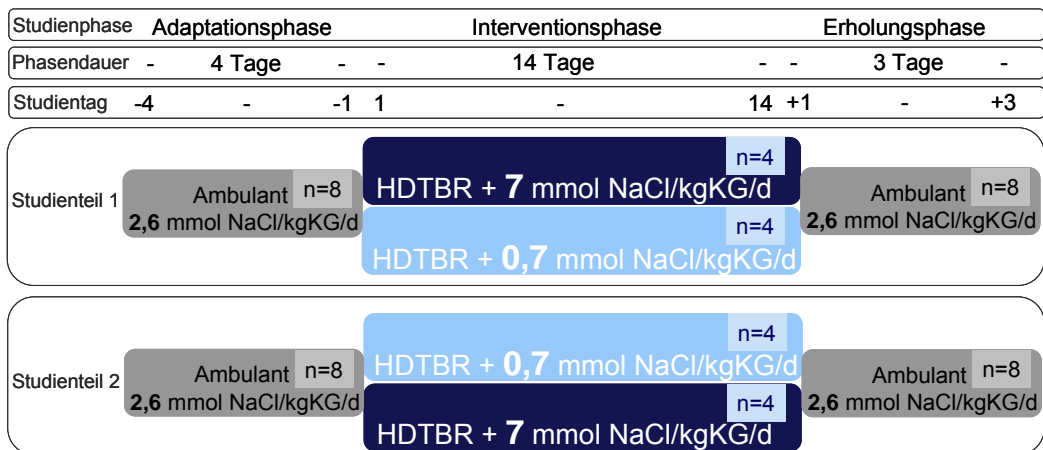 Studienphase Adaptationsphase Interventionsphase Erholungsphase
Phasendauer - 4 Tage - - 14 Tage - - 3 Tage -
Studientag -4 - -1 1 - 14 +1 - +3
Studienteil 1
Ambulant n=8
2,6 mmol NaCl/kgKG/d
n=4
HDTBR + 7 mmol NaCl/kgKG/d
n=4
HDTBR + 0,7 mmol NaCl/kgKG/d
Ambulant n=8
2,6 mmol NaCl/kgKG/d
Studienteil 2
Ambulant n=8
2,6 mmol NaCl/kgKG/d
n=4
HDTBR + 0,7 mmol NaCl/kgKG/d
n=4
HDTBR + 7 mmol NaCl/kgKG/d
Ambulant n=8
2,6 mmol NaCl/kgKG/d